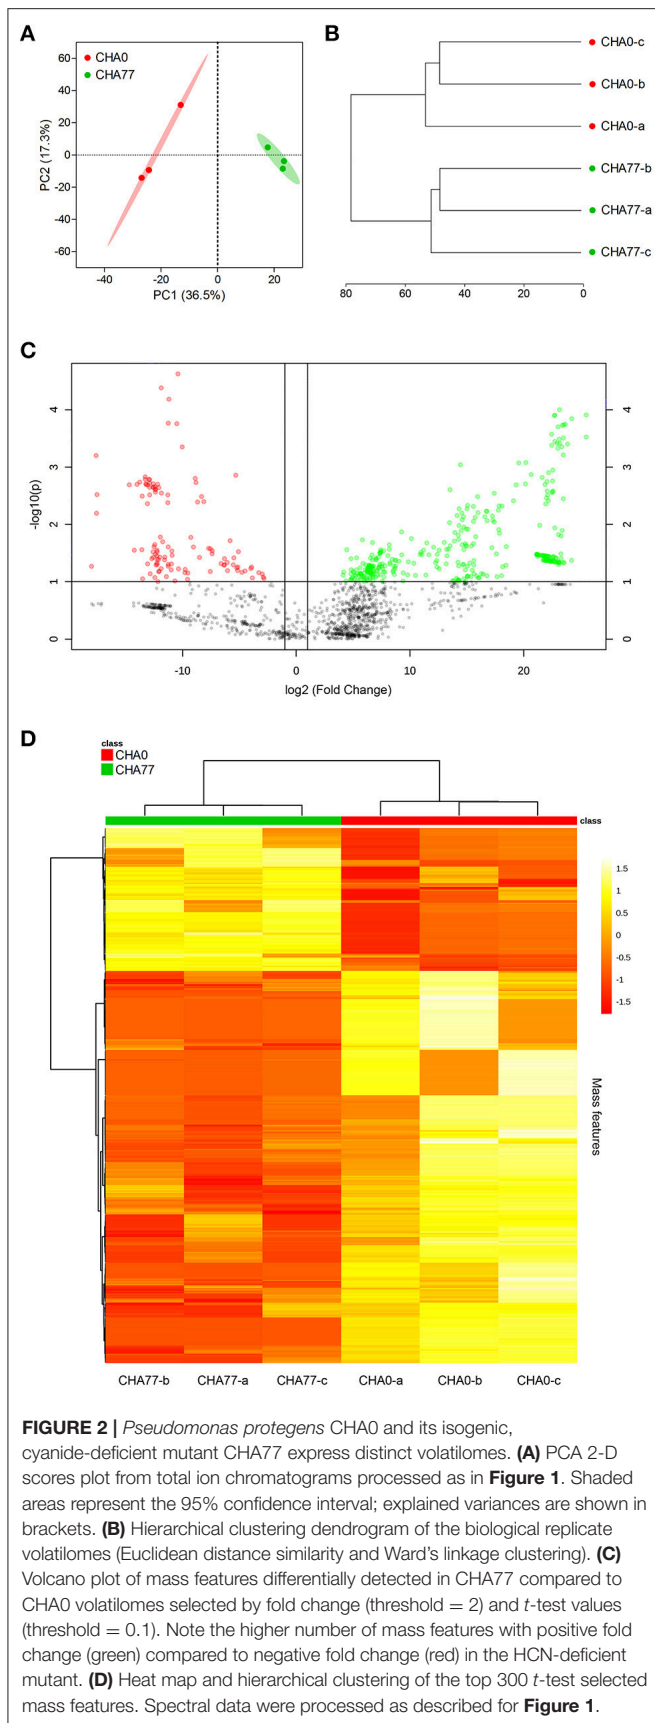 A
CHA0
CHA77
60
40
20
0
-20
-40
-60
PC2 (17.3%)
-40
-20
0
20
PC1 (36.5%)
B
CHA0-c
CHA0-b
CHA0-a
CHA77-b
CHA77-a
CHA77-c
80
60
40
20
0
C
4
3
2
1
0
-log10(p)
4
3
2
1
0
-10
0
10
20
log2 (Fold Change)
D
class
CHA0
CHA77
class
1.5
1
0.5
0
-0.5
-1
-1.5
Mass features
CHA77-b CHA77-a CHA77-c CHA0-a CHA0-b CHA0-c
FIGURE 2 | Pseudomonas protegens CHA0 and its isogenic,
cyanide-deficient mutant CHA77 express distinct volatilomes. (A) PCA 2-D
scores plot from total ion chromatograms processed as in Figure 1. Shaded
areas represent the 95% confidence interval; explained variances are shown in
brackets. (B) Hierarchical clustering dendrogram of the biological replicate
volatilomes (Euclidean distance similarity and Ward's linkage clustering). (C)
Volcano plot of mass features differentially detected in CHA77 compared to
CHA0 volatilomes selected by fold change (threshold = 2) and t-test values
(threshold = 0.1). Note the higher number of mass features with positive fold
change (green) compared to negative fold change (red) in the HCN-deficient
mutant. (D) Heat map and hierarchical clustering of the top 300 t-test selected
mass features. Spectral data were processed as described for Figure 1.